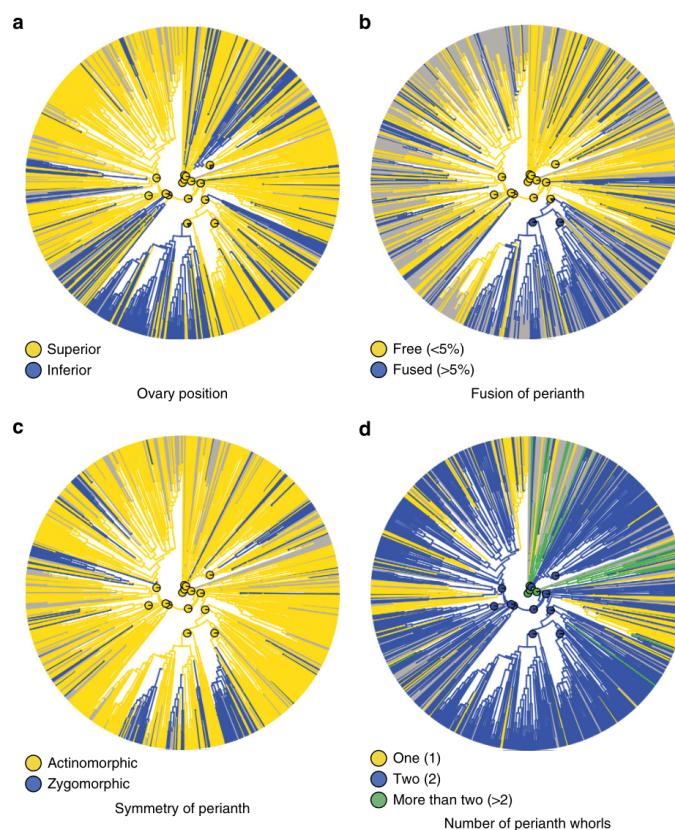 a
b
Superior
Inferior
Ovary position
Free (<5%)
Fused (>5%)
Fusion of perianth
c
d
Actinomorphic
Zygomorphic
Symmetry of perianth
One (1)
Two (2)
More than two (>2)
Number of perianth whorls